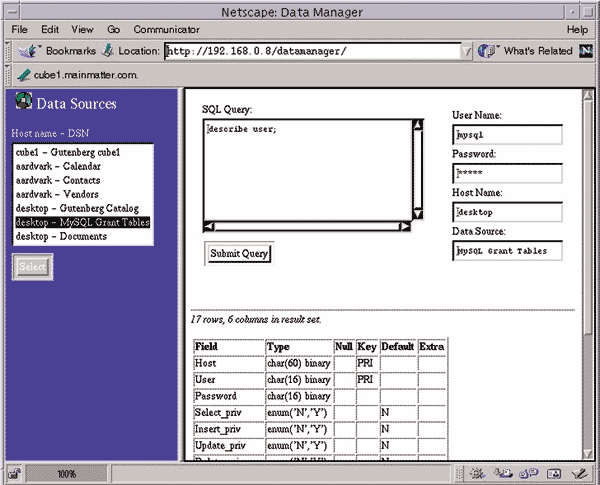 Netscape: Data Manager
File Edit View Go Communicator Help
Bookmarks Location: http://192.168.0.8/datamanager/ What's Related N
cube1.mainmatter.com.
Data Sources
Host name – DSN
cube1 – Gutenberg cube1
aardvark – Calendar
aardvark – Contacts
aardvark – Vendors
desktop – Gutenberg Catalog
desktop – MySQL Grant Tables
desktop – Documents
Select
SQL Query:
describe user;
Submit Query
User Name:
mysql
Password:
*****
Host Name:
desktop
Data Source:
MySQL Grant Tables
17 rows, 6 columns in result set.
Field Type Null Key Default Extra
Host char(60) binary PRI
User char(16) binary PRI
Password char(16) binary
Select_priv enum('N','Y') N
Insert_priv enum('N','Y') N
Update_priv enum('N','Y') N
100%